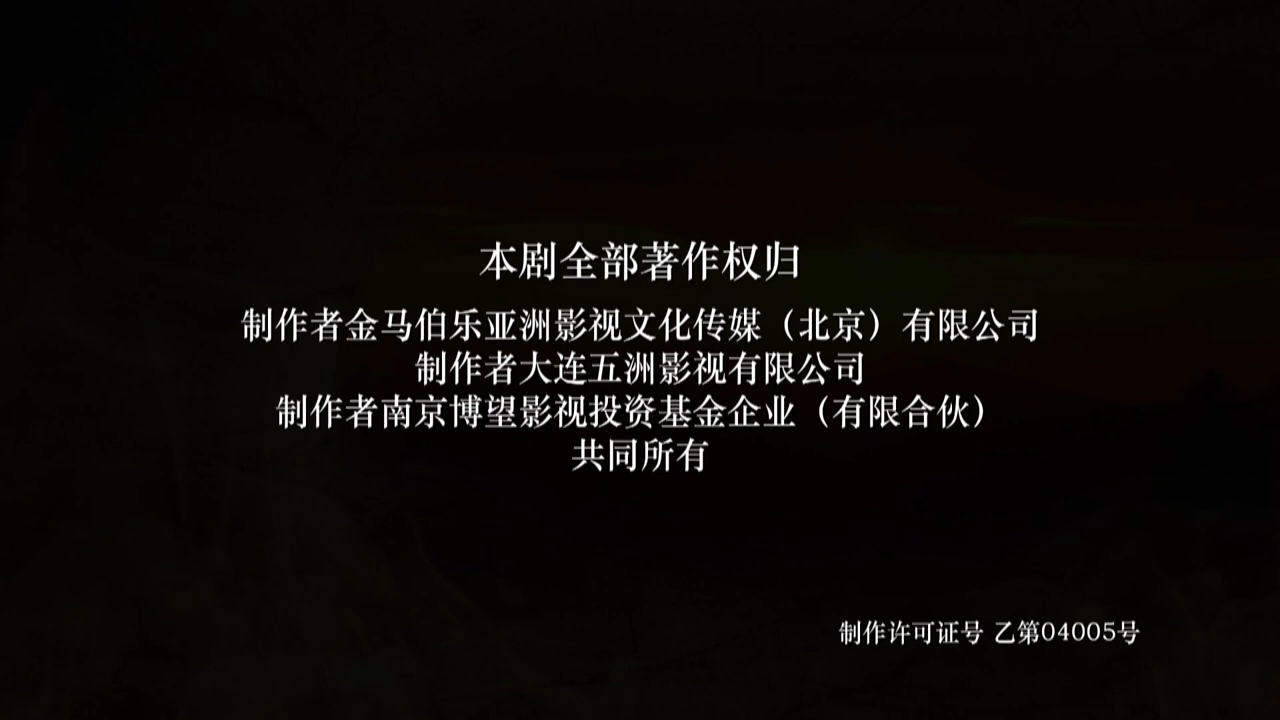 本剧全部著作权归
制作者金马伯乐亚洲影视文化传媒（北京）有限公司
制作者大连五洲影视有限公司
制作者南京博望影视投资基金企业（有限合伙）
共同所有
制作许可证号 乙第04005号